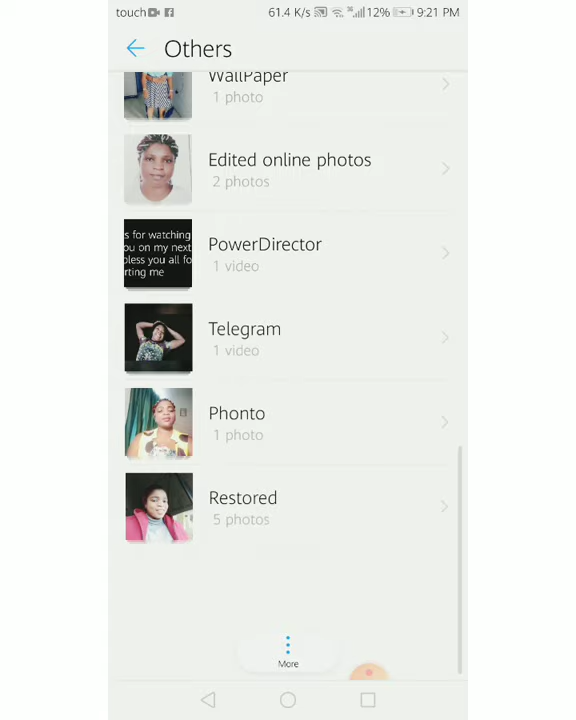 touch 61.4 K/s 3G 12% 9:21 PM
Others
WallPaper
1 photo
Edited online photos
2 photos
s for watching
ou on my next
bless you all fo
rting me
PowerDirector
1 video
Telegram
1 video
Phonto
1 photo
Restored
5 photos
More